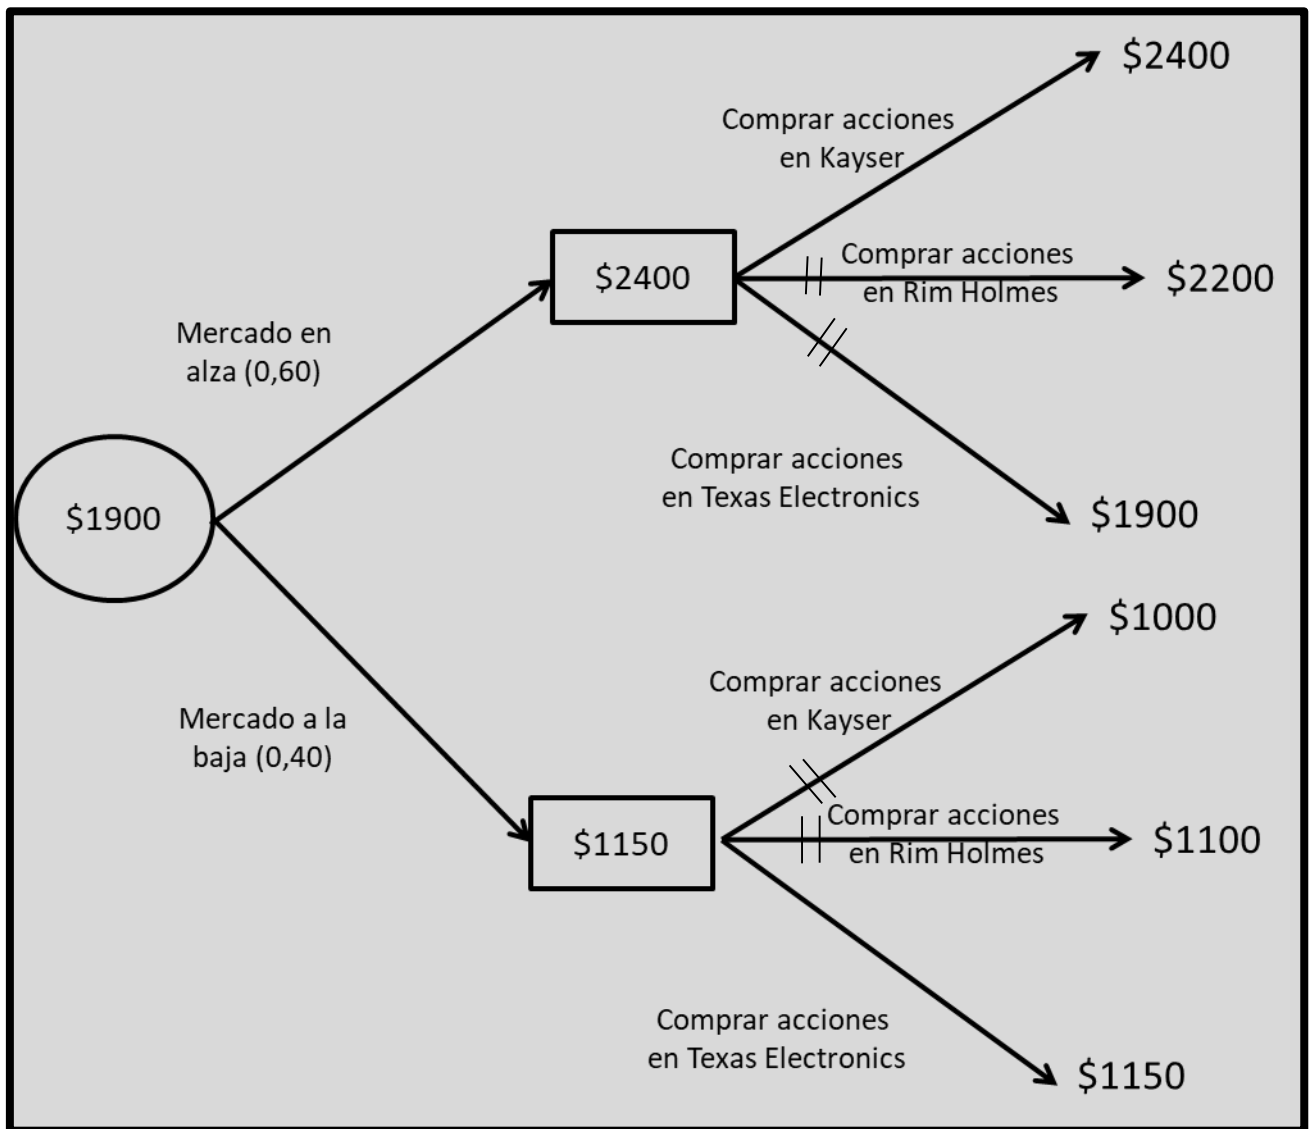 $2400
Comprar acciones
en Kayser
Comprar acciones
en Rim Holmes
$2400
$2200
Mercado en
alza (0,60)
Comprar acciones
en Texas Electronics
$1900
$1900
$1000
Comprar acciones
en Kayser
Mercado a la
baja (0,40)
Comprar acciones
en Rim Holmes
$1150
$1100
Comprar acciones
en Texas Electronics
$1150